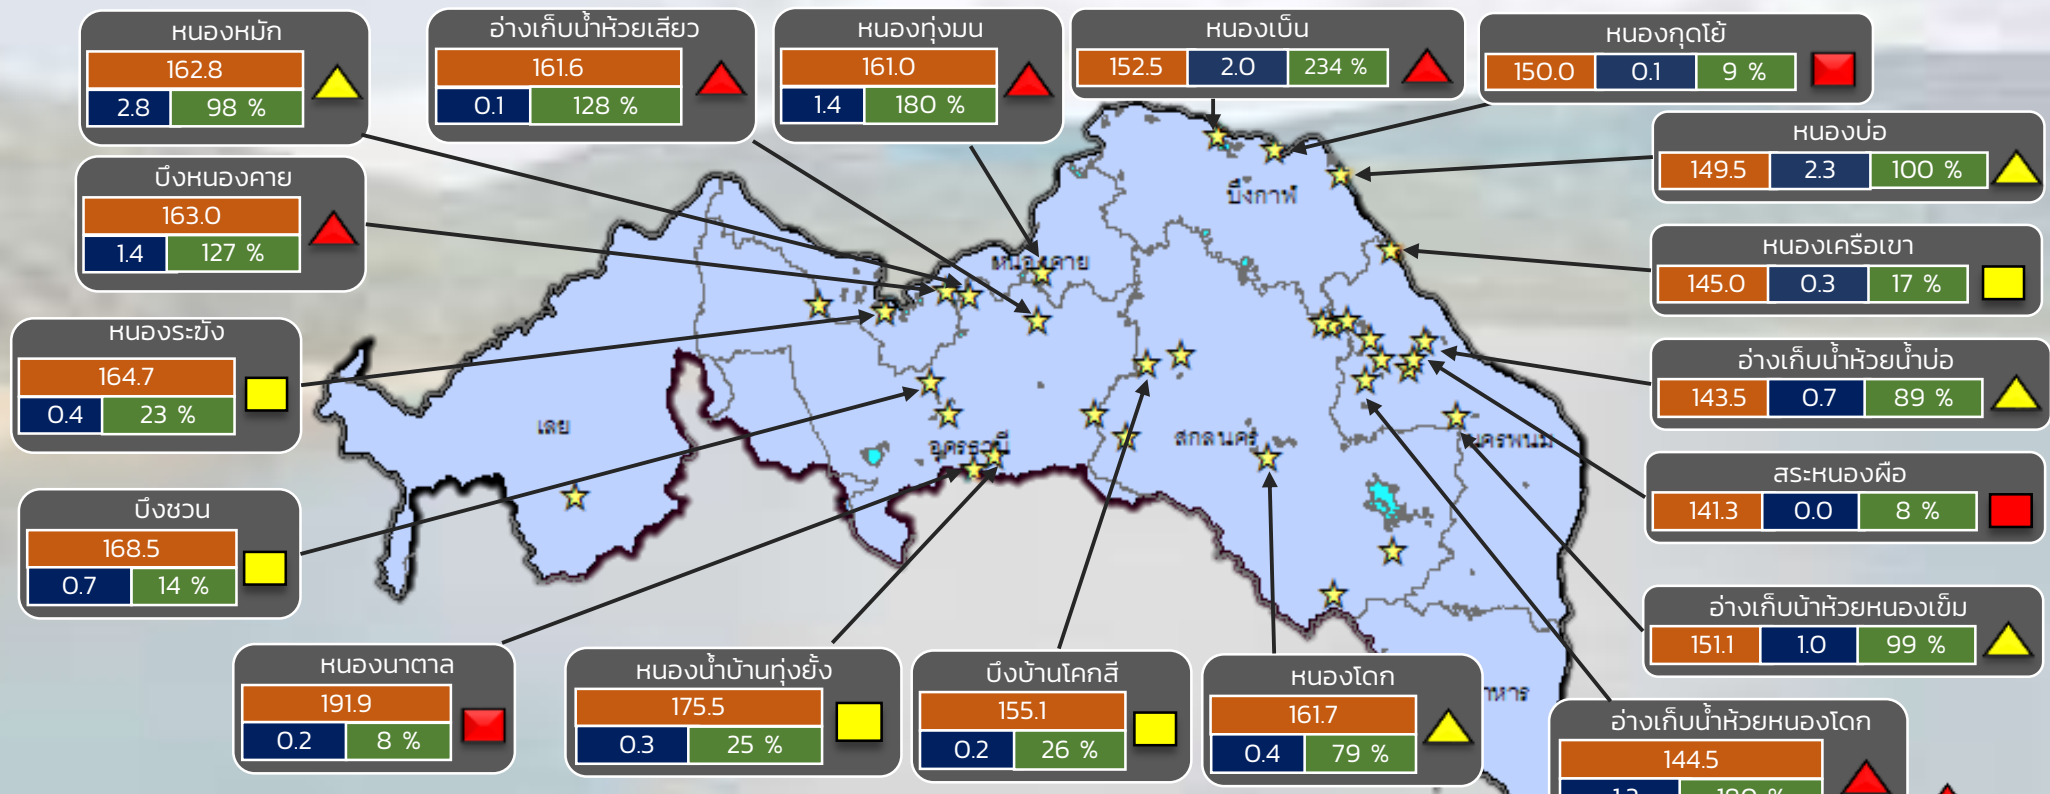 หนองหมัก
162.8
2.8 98 %
อ่างเก็บน้ำห้วยเสียว
161.6
0.1 128 %
หนองทุ่งมน
161.0
1.4 180 %
หนองเบ็น
152.5 2.0 234 %
หนองกุดโย้
150.0 0.1 9 %
หนองบ่อ
149.5 2.3 100 %
บึงหนองคาย
163.0
1.4 127 %
หนองเครือเขา
145.0 0.3 17 %
หนองระฆัง
164.7
0.4 23 %
อ่างเก็บน้ำห้วยน้ำบ่อ
143.5 0.7 89 %
บึงกาฬ
หนองคาย
เลย
อุดรธานี
สกลนคร
นครพนม
สระหนองผือ
141.3 0.0 8 %
บึงชวน
168.5
0.7 14 %
อ่างเก็บน้าห้วยหนองเข็ม
151.1 1.0 99 %
หนองนาตาล
191.9
0.2 8 %
หนองน้ำบ้านทุ่งยั้ง
175.5
0.3 25 %
บึงบ้านโคกสี
155.1
0.2 26 %
หนองโดก
161.7
0.4 79 %
าหาร
อ่างเก็บน้ำห้วยหนองโดก
144.5